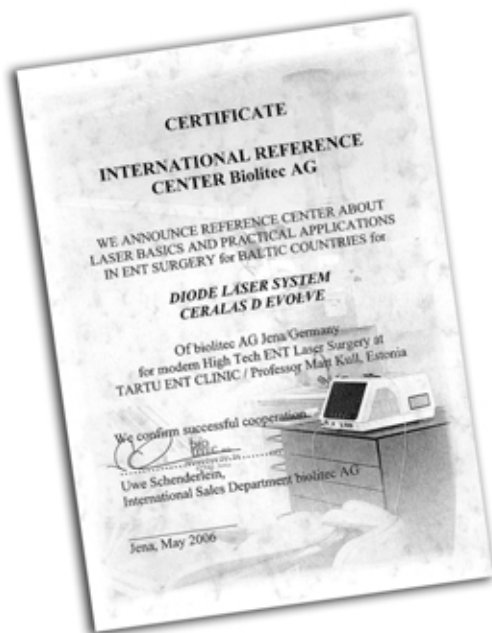 CERTIFICATE
INTERNATIONAL REFERENCE
CENTER Biolitec AG
WE ANNOUNCE REFERENCE CENTER ABOUT
LASER BASICS AND PRACTICAL APPLICATIONS
IN ENT SURGERY for BALTIC COUNTRIES for
DIODE LASER SYSTEM
CERALAS D EVOLVE
Of biolitec AG Jena/Germany
for modern High Tech ENT Laser Surgery at
TARTU ENT CLINIC / Professor Matt Kull, Estonia
We confirm successful cooperation
bio
Uwe Schenderlein,
International Sales Department biolitec AG
Jena, May 2006